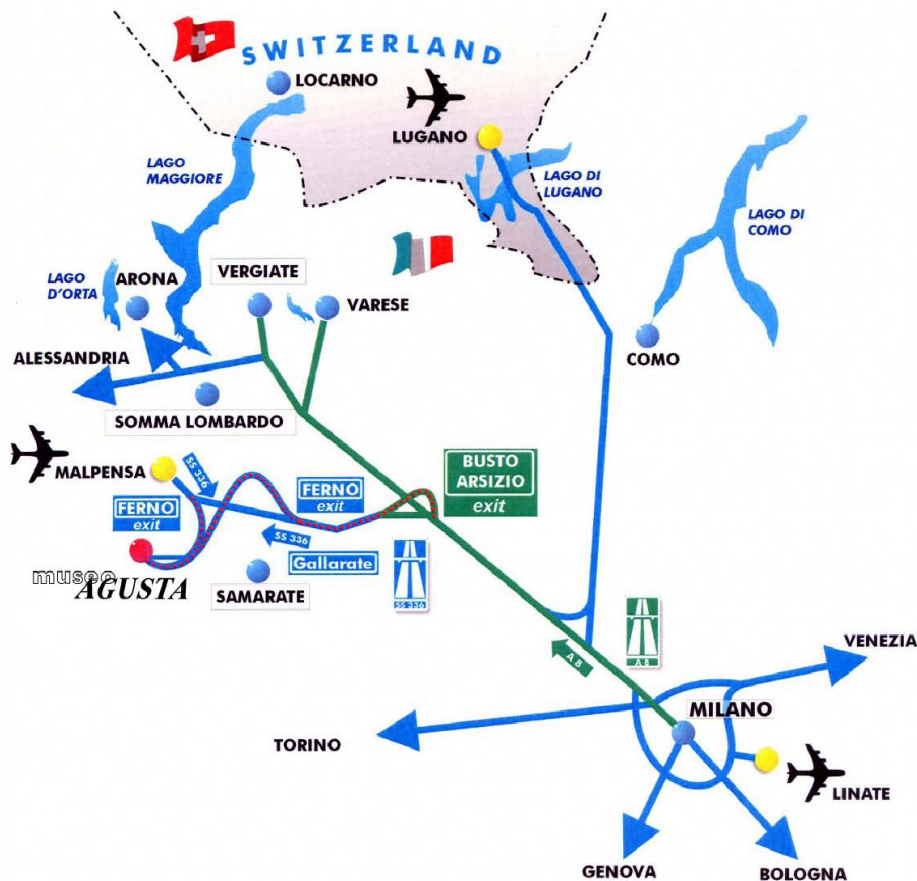 SWITZERLAND
LOCARNO
LUGANO
LAGO
MAGGIORE
LAGO DI
LUGANO
LAGO DI
COMO
LAGO
D'ORTA
ARONA
VERGIATE
VARESE
ALESSANDRIA
COMO
SOMMA LOMBARDO
MALPENSA
SS 336
BUSTO
ARSIZIO
exit
FERNO
exit
FERNO
exit
SS 336
Gallarate
museo
AGUSTA
SAMARATE
SS 336
A8
A8
VENEZIA
MILANO
TORINO
LINATE
GENOVA
BOLOGNA